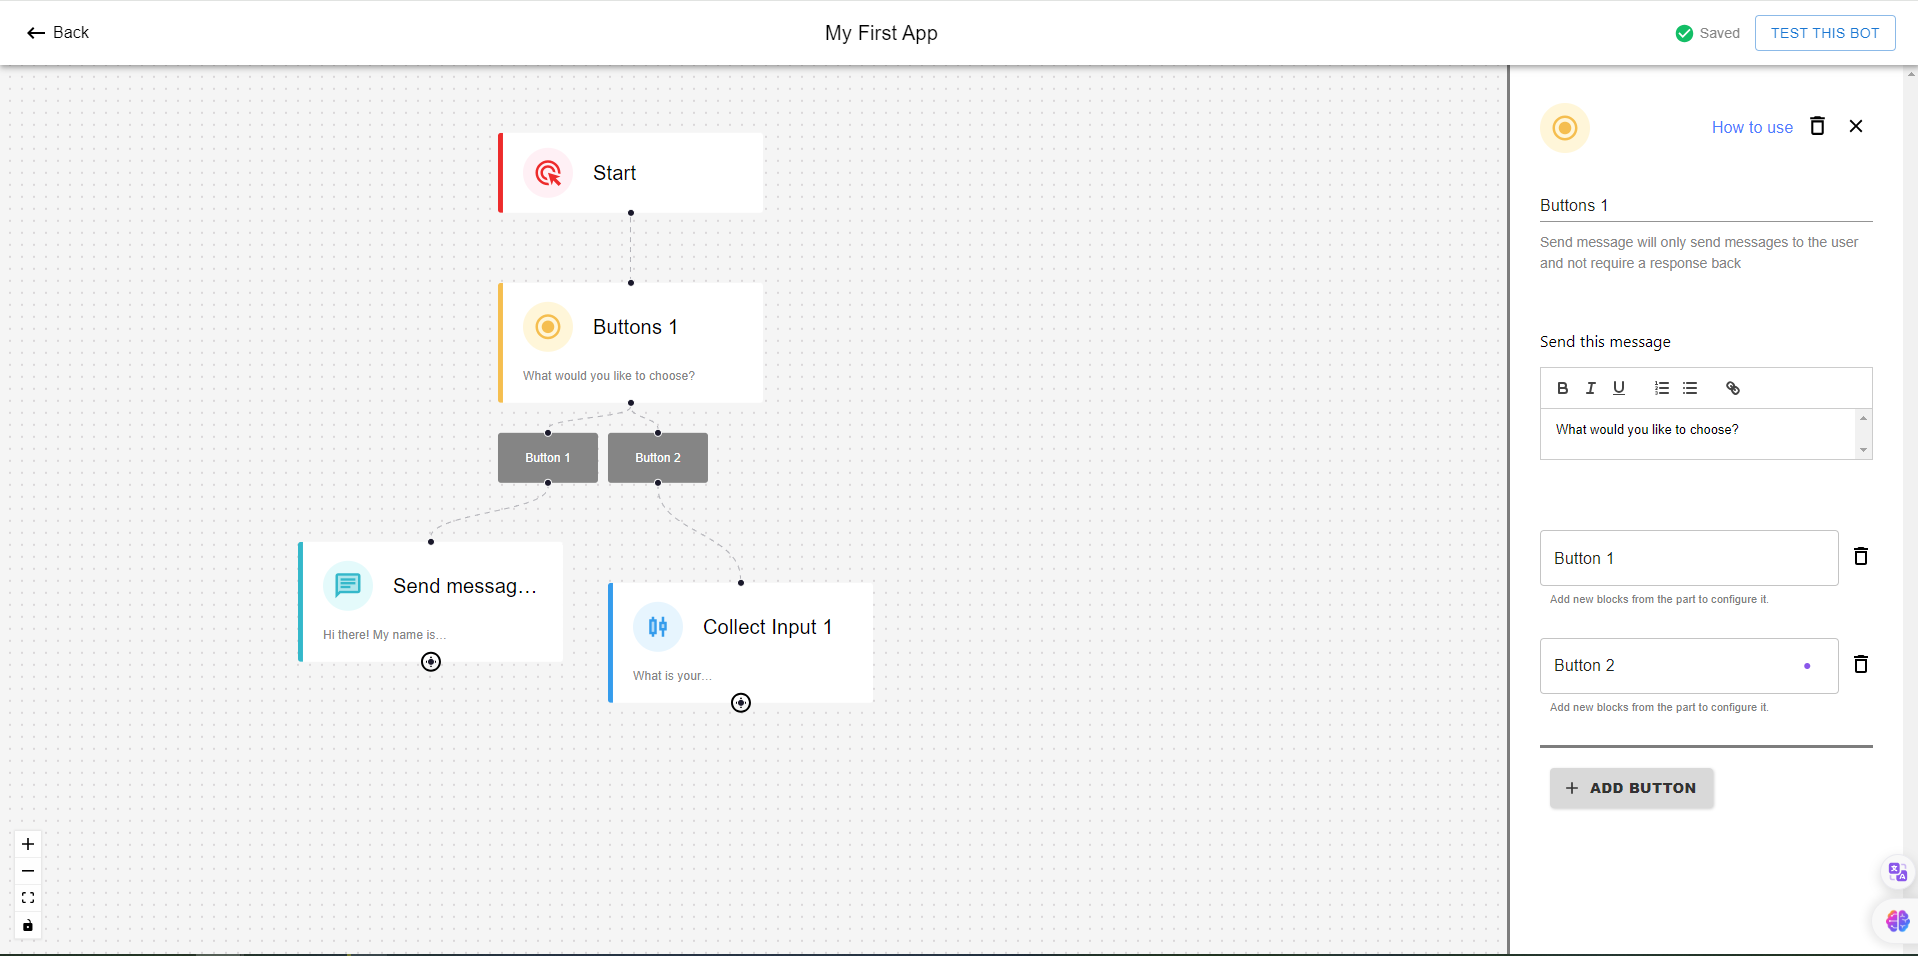 Back
My First App
Saved
TEST THIS BOT
Start
Buttons 1
What would you like to choose?
Button 1
Button 2
Send messag...
Hi there! My name is...
Collect Input 1
What is your...
How to use
Buttons 1
Send message will only send messages to the user
and not require a response back
Send this message
B I U
What would you like to choose?
Button 1
Add new blocks from the part to configure it.
Button 2
Add new blocks from the part to configure it.
+ ADD BUTTON